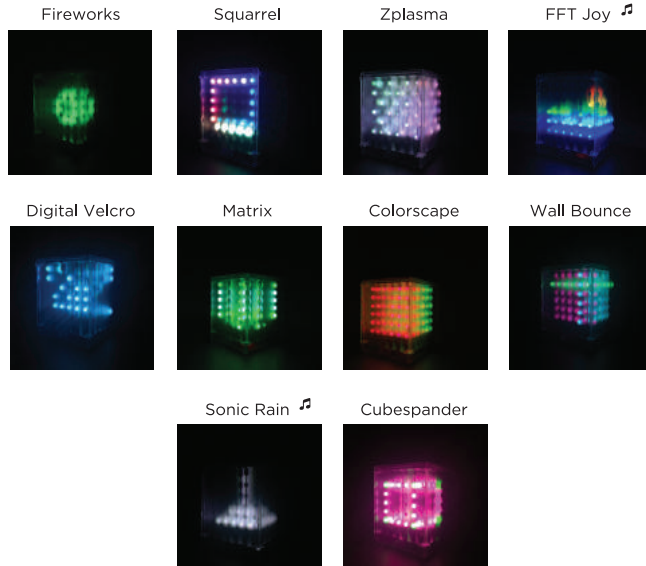 Fireworks
Squarrel
Zplasma
FFT Joy ♫
Digital Velcro
Matrix
Colorscape
Wall Bounce
Sonic Rain ♫
Cubespander